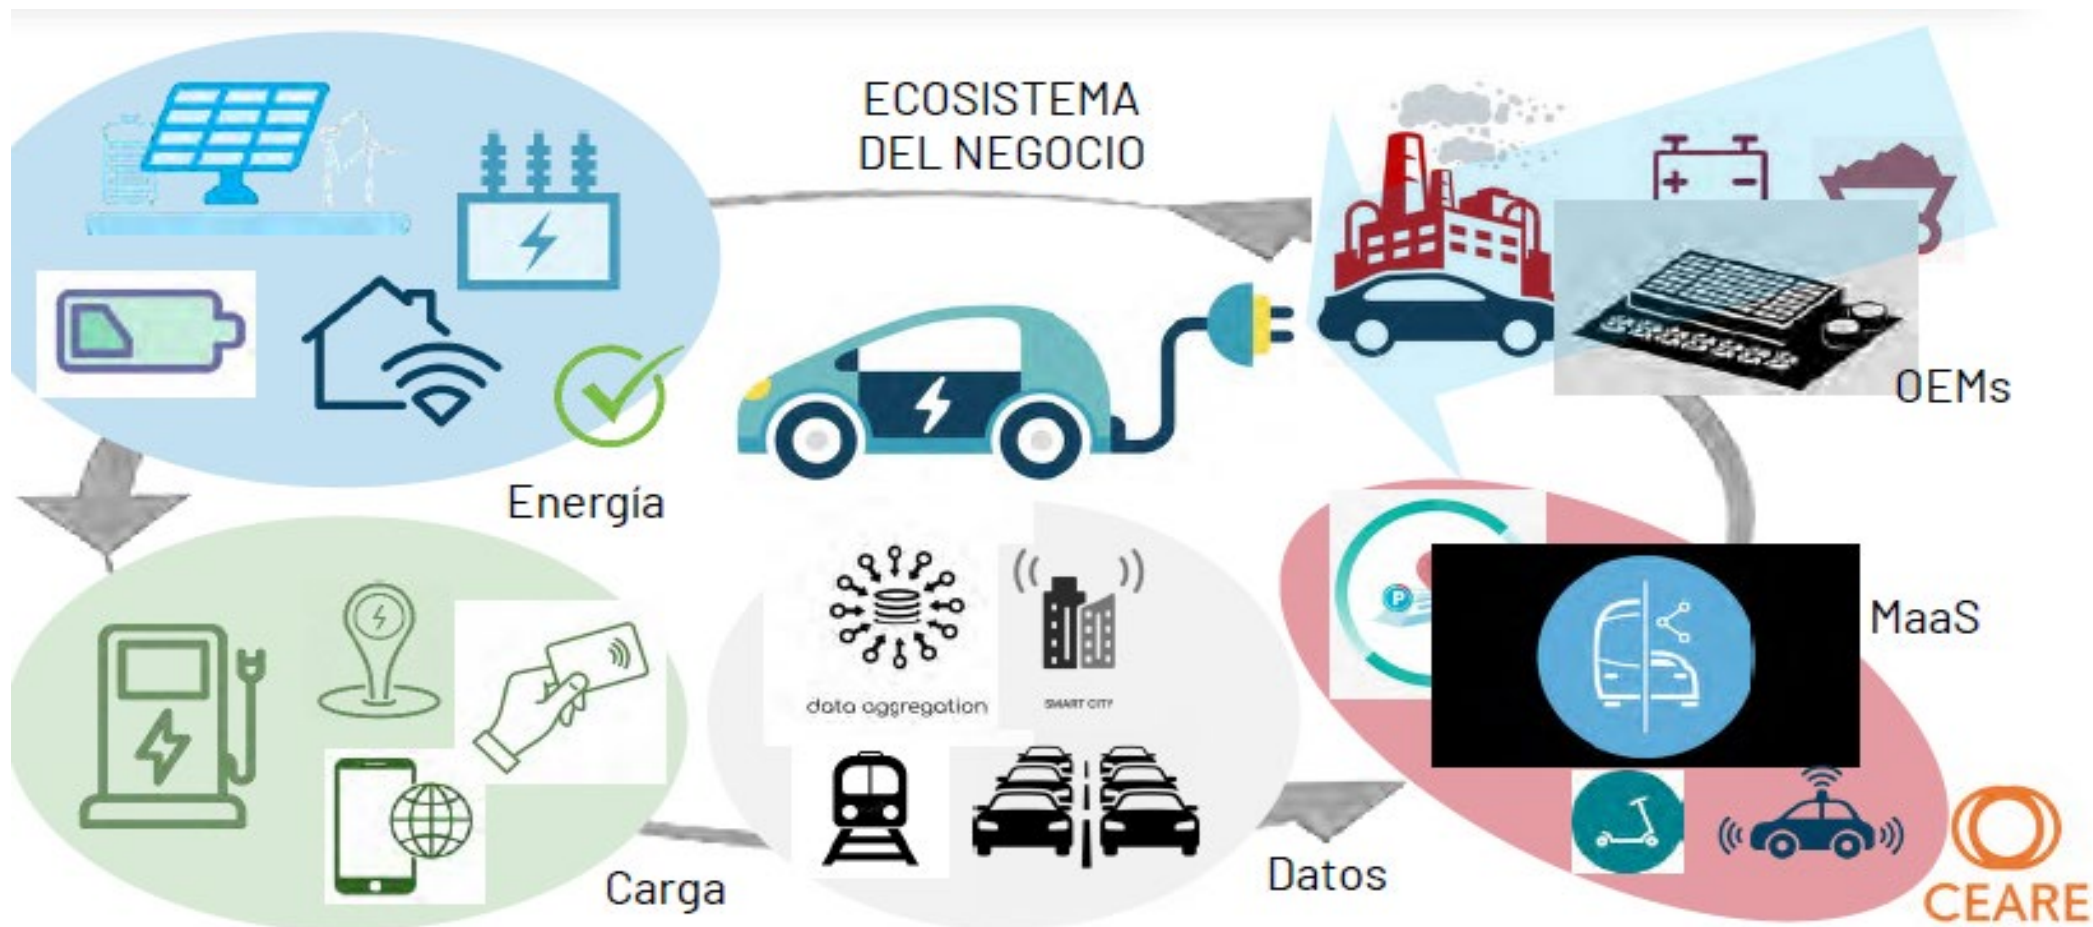 ECOSISTEMA
DEL NEGOCIO
OEMs
Energía
data aggregation
SMART CITY
P
MaaS
Carga
Datos
CEARE